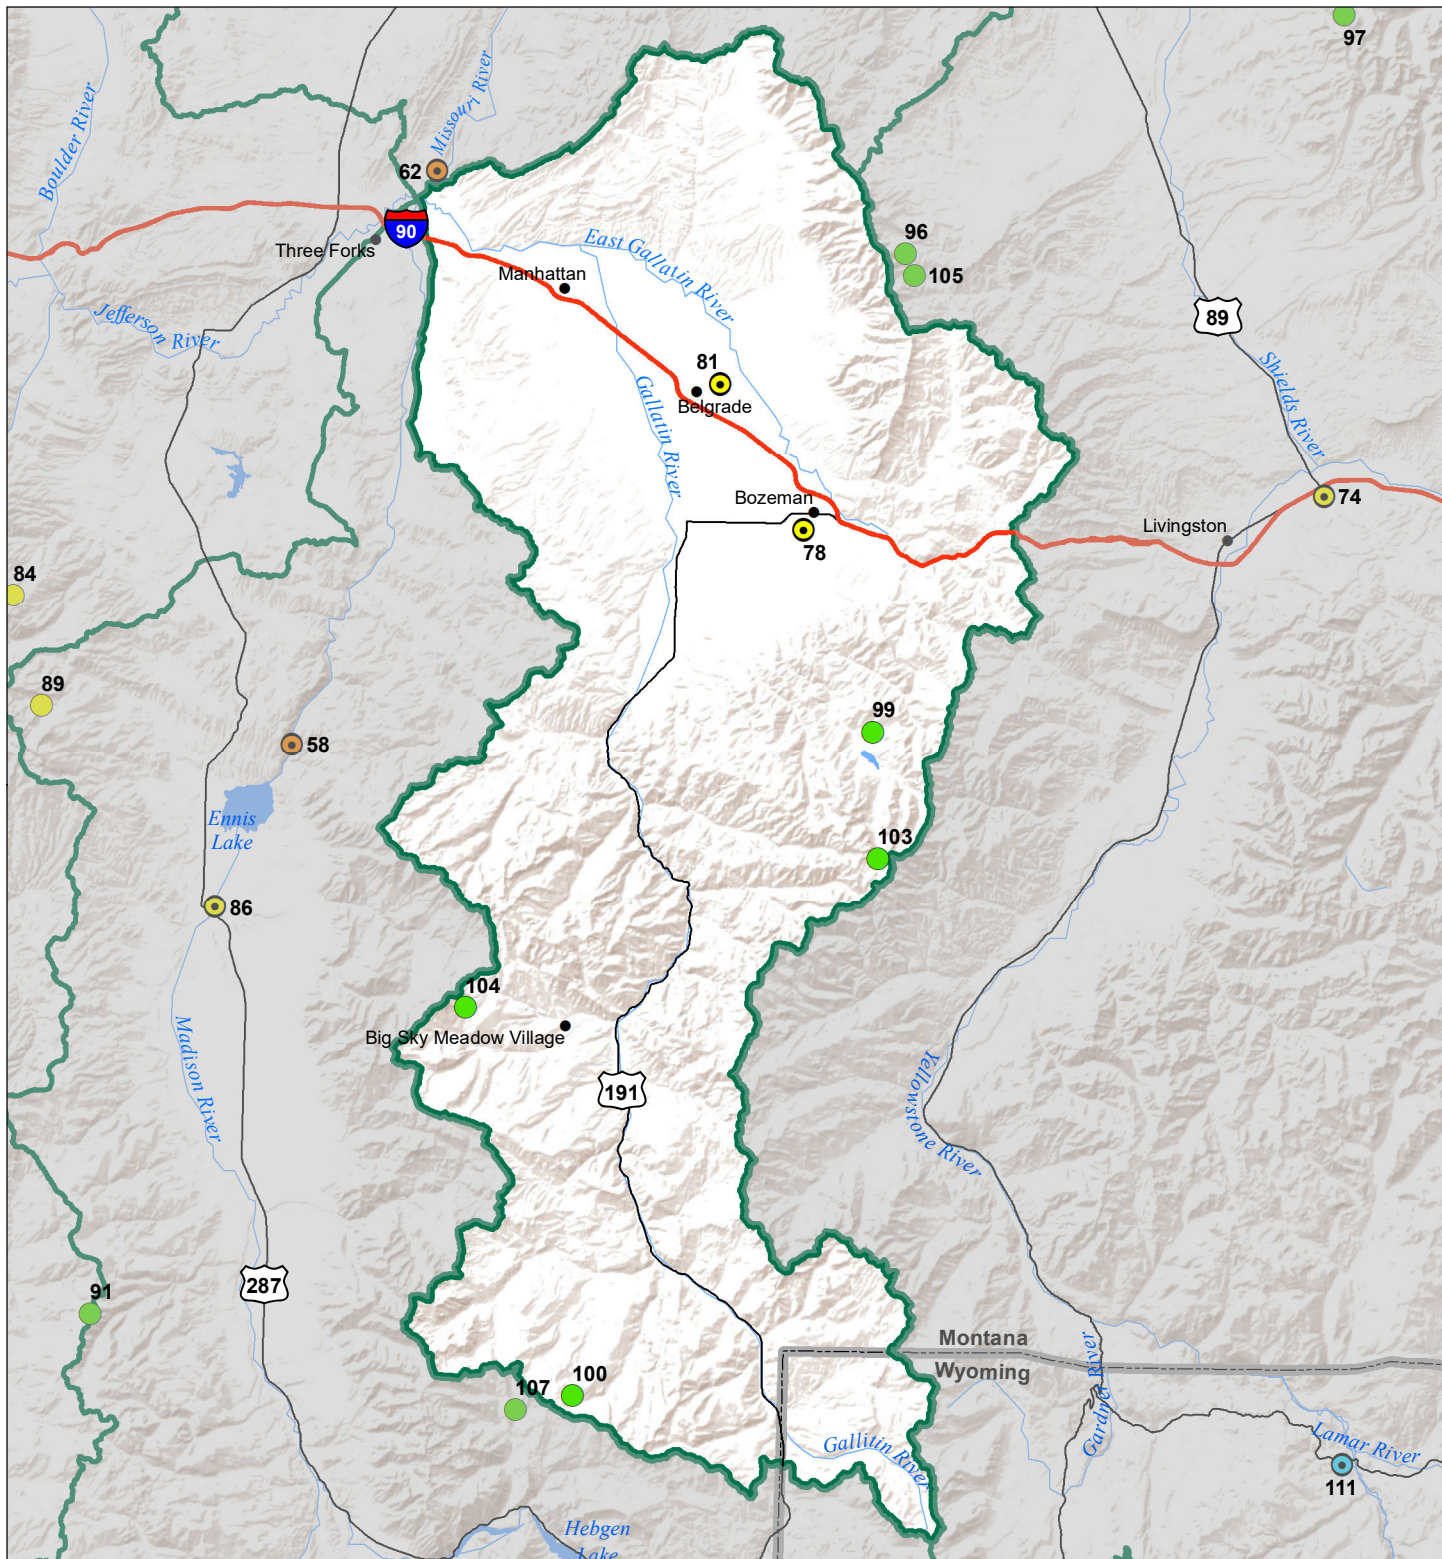 97
Boulder River
Missouri River
62
90
Three Forks
96
105
East Gallatin River
Manhattan
89
Jefferson River
Shields River
81
Belgrade
Gallatin River
Bozeman
74
Livingston
78
84
89
99
58
Ennis
Lake
103
86
104
Big Sky Meadow Village
Madison River
191
Yellowstone River
287
91
Montana
Wyoming
Gardner River
107
100
Gallitin River
Lamar River
111
Hebgen
Lake